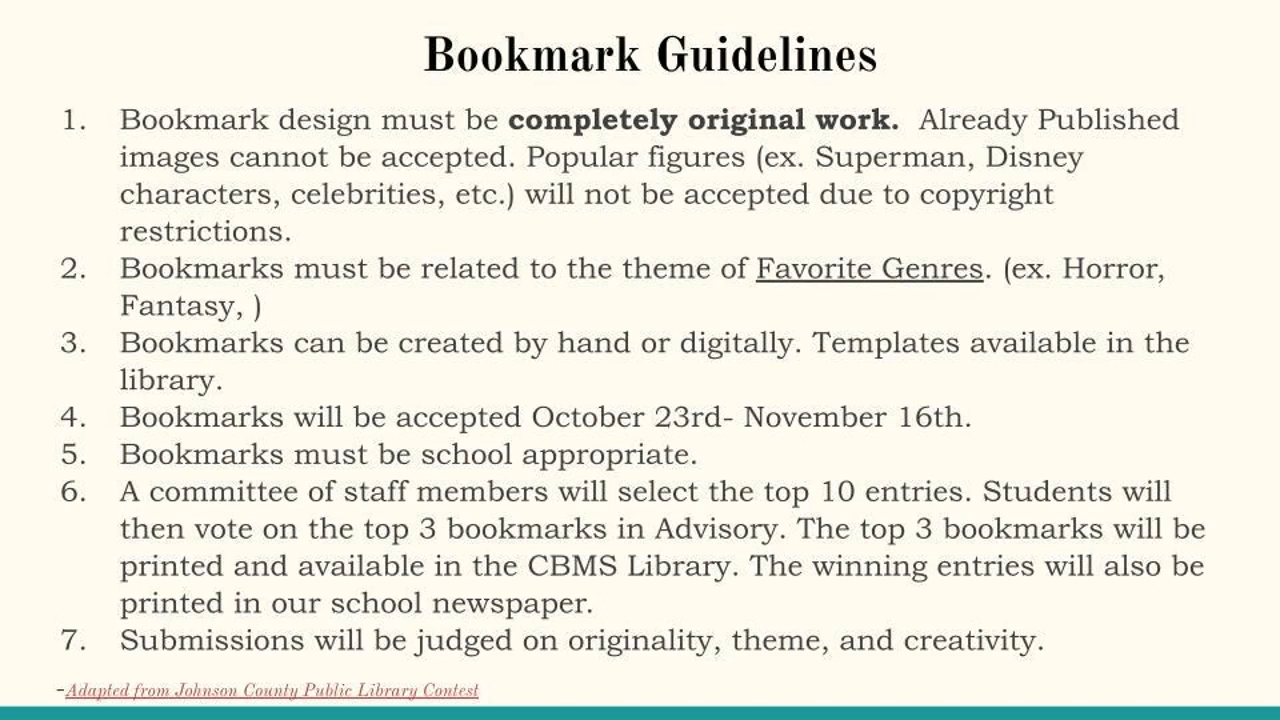 Bookmark Guidelines
1. Bookmark design must be completely original work.  Already Published
images cannot be accepted. Popular figures (ex. Superman, Disney
characters, celebrities, etc.) will not be accepted due to copyright
restrictions.
2. Bookmarks must be related to the theme of Favorite Genres. (ex. Horror,
Fantasy, )
3. Bookmarks can be created by hand or digitally. Templates available in the
library.
4. Bookmarks will be accepted October 23rd- November 16th.
5. Bookmarks must be school appropriate.
6. A committee of staff members will select the top 10 entries. Students will
then vote on the top 3 bookmarks in Advisory. The top 3 bookmarks will be
printed and available in the CBMS Library. The winning entries will also be
printed in our school newspaper.
7. Submissions will be judged on originality, theme, and creativity.
-Adapted from Johnson County Public Library Contest